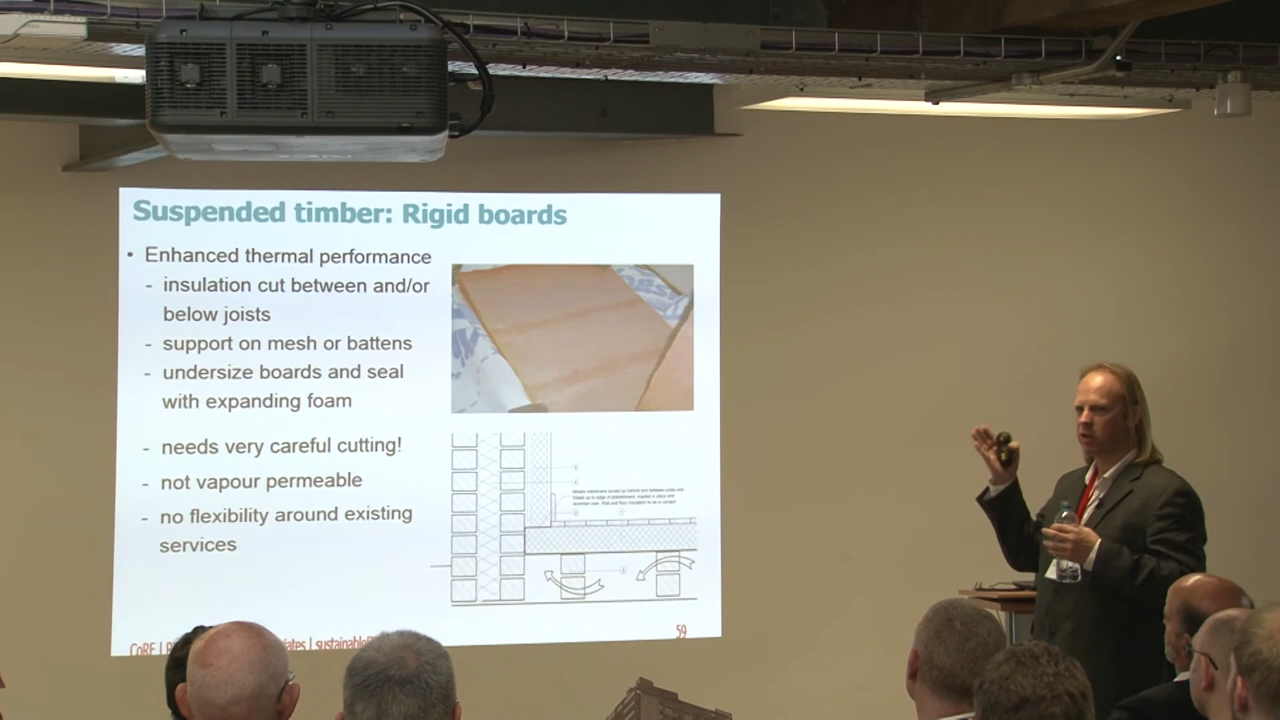 Suspended timber: Rigid boards
• Enhanced thermal performance
- insulation cut between and/or
below joists
- support on mesh or battens
- undersize boards and seal
with expanding foam
- needs very careful cutting!
- not vapour permeable
- no flexibility around existing
services
59